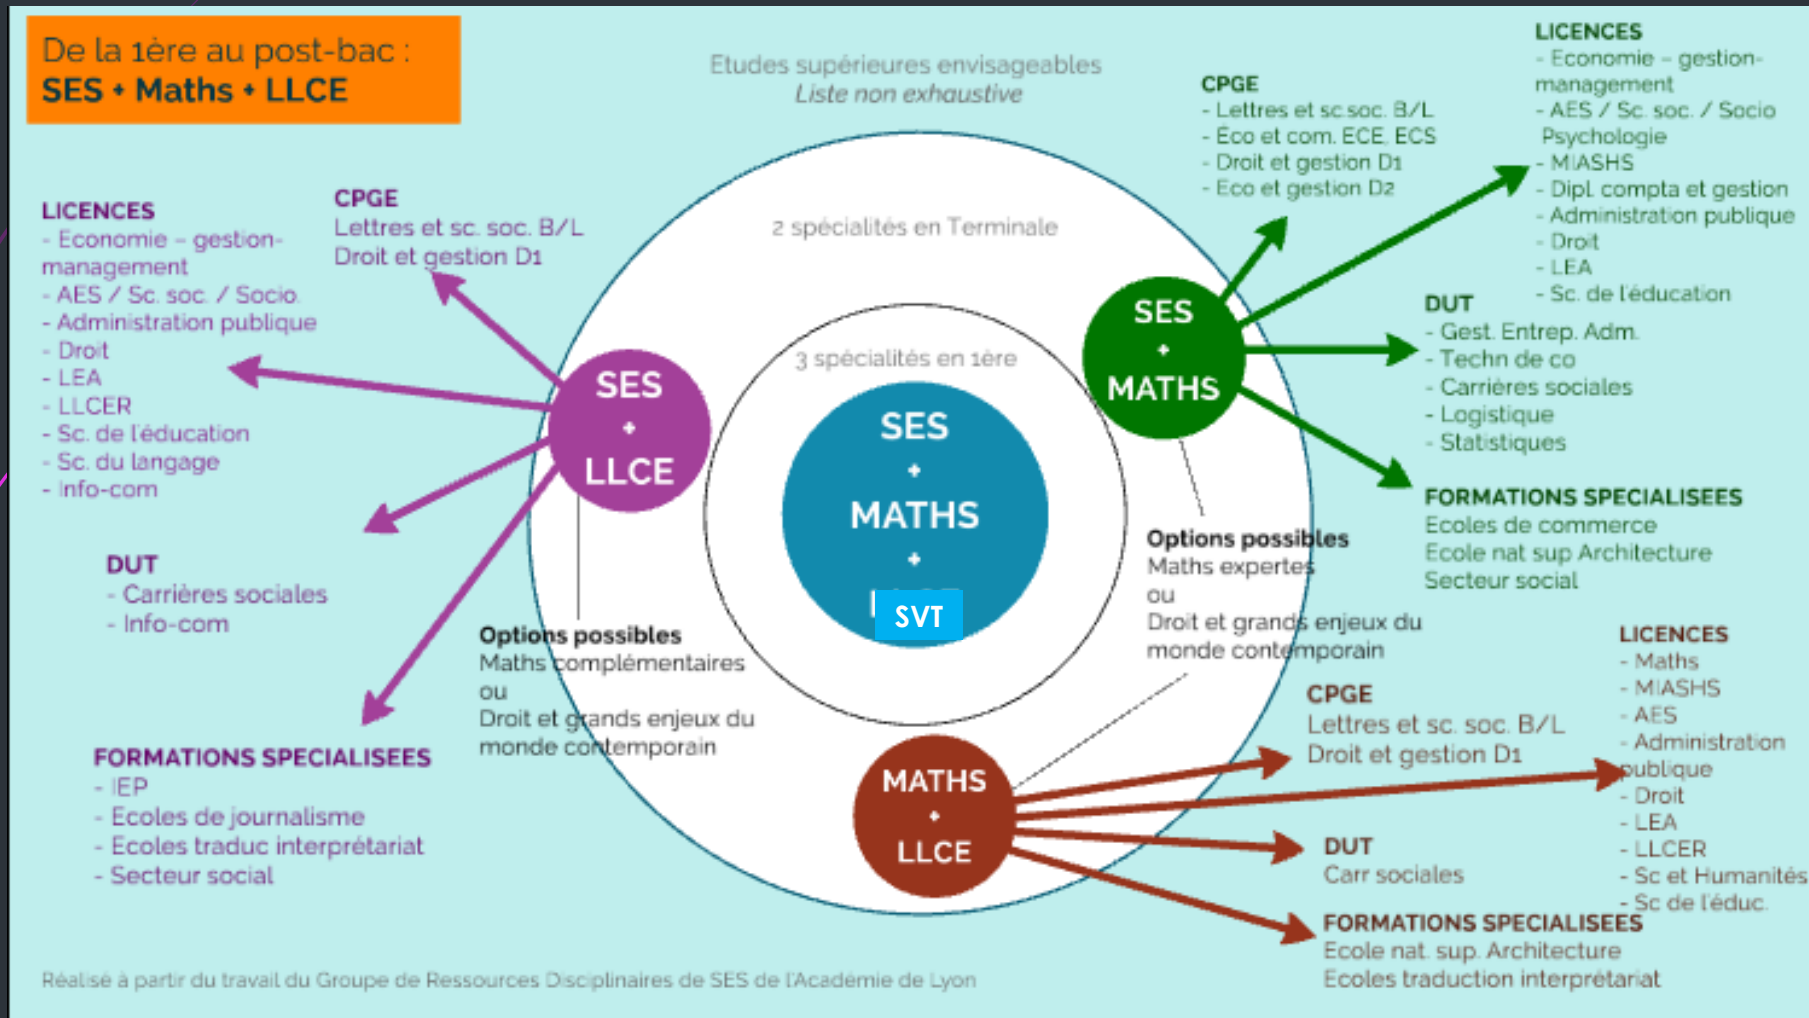 De la 1ère au post-bac :
SES + Maths + LLCE
Etudes supérieures envisageables
Liste non exhaustive
LICENCES
- Economie – gestion-
management
- AES / Sc. soc. / Socio.
- Administration publique
- Droit
- LEA
- LLCER
- Sc. de l'éducation
- Sc. du langage
- Info-com
CPGE
Lettres et sc. soc. B/L
Droit et gestion D1
DUT
- Carrières sociales
- Info-com
FORMATIONS SPECIALISEES
- IEP
- Ecoles de journalisme
- Ecoles traduc interprétariat
- Secteur social
SES
+
LLCE
Options possibles
Maths complémentaires
ou
Droit et grands enjeux du
monde contemporain
2 spécialités en Terminale
3 spécialités en 1ère
SES
+
MATHS
+
SVT
SES
+
MATHS
CPGE
- Lettres et sc.soc. B/L
- Éco et com. ECE, ECS
- Droit et gestion D1
- Eco et gestion D2
LICENCES
- Economie – gestion-
management
- AES / Sc. soc. / Socio
Psychologie
- MIASHS
- Dipl. compta et gestion
- Administration publique
- Droit
- LEA
- Sc. de l'éducation
DUT
- Gest. Entrep. Adm.
- Techn de co
- Carrières sociales
- Logistique
- Statistiques
FORMATIONS SPECIALISEES
Ecoles de commerce
Ecole nat sup Architecture
Secteur social
Options possibles
Maths expertes
ou
Droit et grands enjeux du
monde contemporain
MATHS
+
LLCE
CPGE
Lettres et sc. soc. B/L
Droit et gestion D1
LICENCES
- Maths
- MIASHS
- AES
- Administration
publique
- Droit
- LEA
- LLCER
- Sc et Humanités
- Sc de l'éduc.
DUT
Carr sociales
FORMATIONS SPECIALISEES
Ecole nat. sup. Architecture
Ecoles traduction interprétariat
Réalisé à partir du travail du Groupe de Ressources Disciplinaires de SES de l'Académie de Lyon